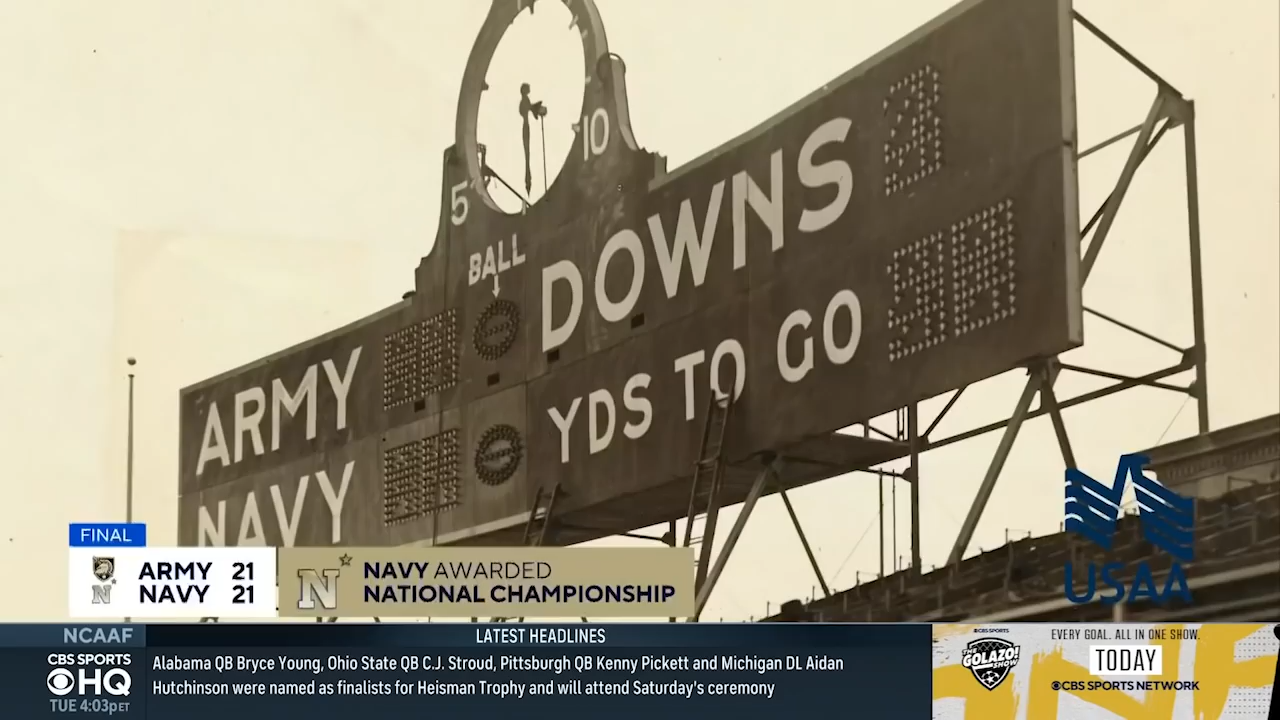 10
5
BALL
DOWNS
YDS TO GO
ARMY
NAVY
FINAL
ARMY 21
NAVY 21
N
NAVY AWARDED
NATIONAL CHAMPIONSHIP
USAA
NCAAF
CBS SPORTS
HQ
TUE 4:03PET
LATEST HEADLINES
Alabama QB Bryce Young, Ohio State QB C.J. Stroud, Pittsburgh QB Kenny Pickett and Michigan DL Aidan
Hutchinson were named as finalists for Heisman Trophy and will attend Saturday's ceremony
CBS SPORTS
THE
GOLAZO!
SHOW
EVERY GOAL. ALL IN ONE SHOW.
TODAY
CBS SPORTS NETWORK